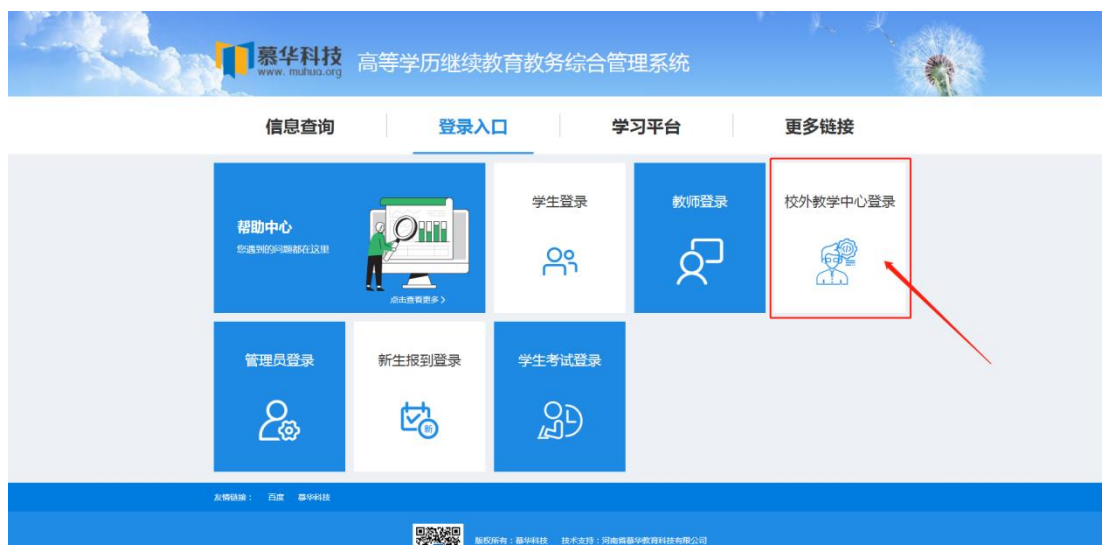 慕华科技
www.muhua.org
高等学历继续教育教务综合管理系统
信息查询
登录入口
学习平台
更多链接
帮助中心
您遇到的问题都在这里
点击查看更多 >
学生登录
教师登录
校外教学中心登录
管理员登录
新生报到登录
新
学生考试登录
友情链接： 百度 慕华科技
版权所有：慕华科技 技术支持：河南省慕华教育科技有限公司